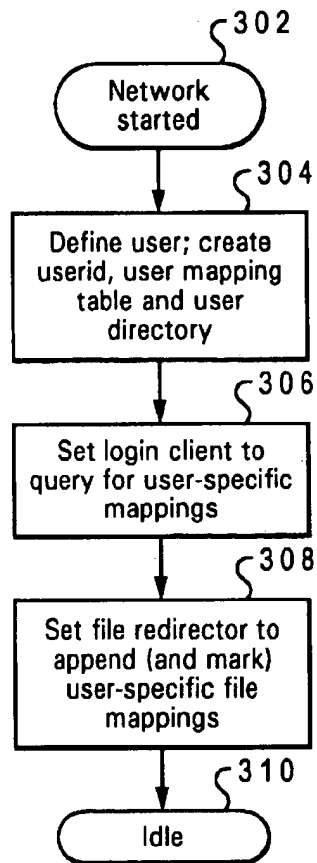 302
Network
started
304
Define user; create
userid, user mapping
table and user
directory
306
Set login client to
query for user-specific
mappings
308
Set file redirector to
append (and mark)
user-specific file
mappings
310
Idle